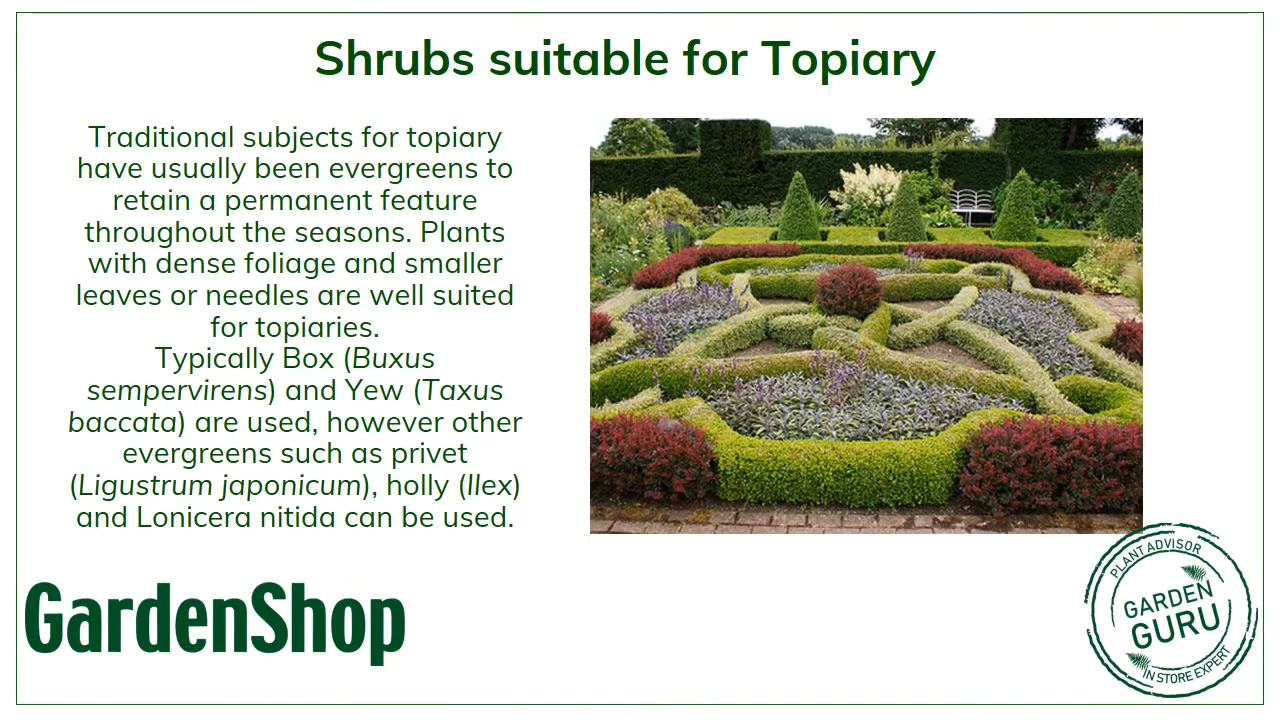 Shrubs suitable for Topiary
Traditional subjects for topiary
have usually been evergreens to
retain a permanent feature
throughout the seasons. Plants
with dense foliage and smaller
leaves or needles are well suited
for topiaries.
Typically Box (Buxus
sempervirens) and Yew (Taxus
baccata) are used, however other
evergreens such as privet
(Ligustrum japonicum), holly (Ilex)
and Lonicera nitida can be used.
GardenShop
PLANT ADVISOR
GARDEN
GURU
IN STORE EXPERT